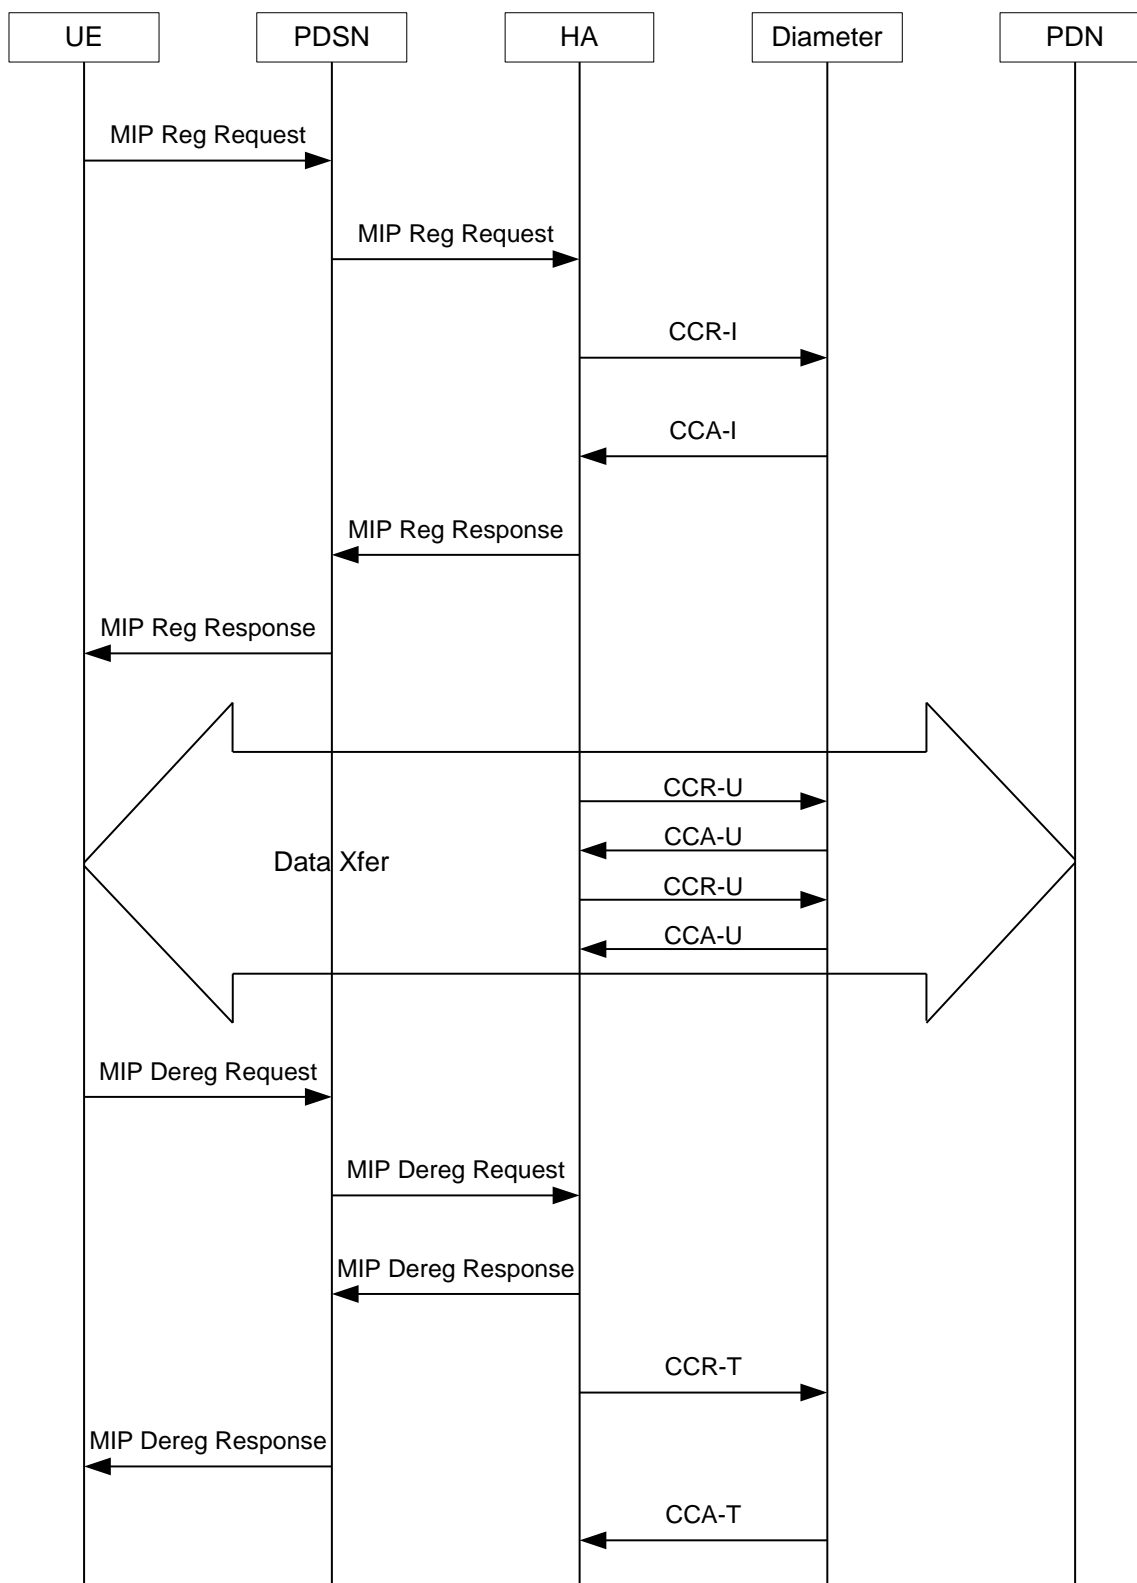 UE
PDSN
HA
Diameter
PDN
MIP Reg Request
MIP Reg Request
CCR-I
CCA-I
MIP Reg Response
MIP Reg Response
CCR-U
CCA-U
Data Xfer
CCR-U
CCA-U
MIP Dereg Request
MIP Dereg Request
MIP Dereg Response
CCR-T
MIP Dereg Response
CCA-T